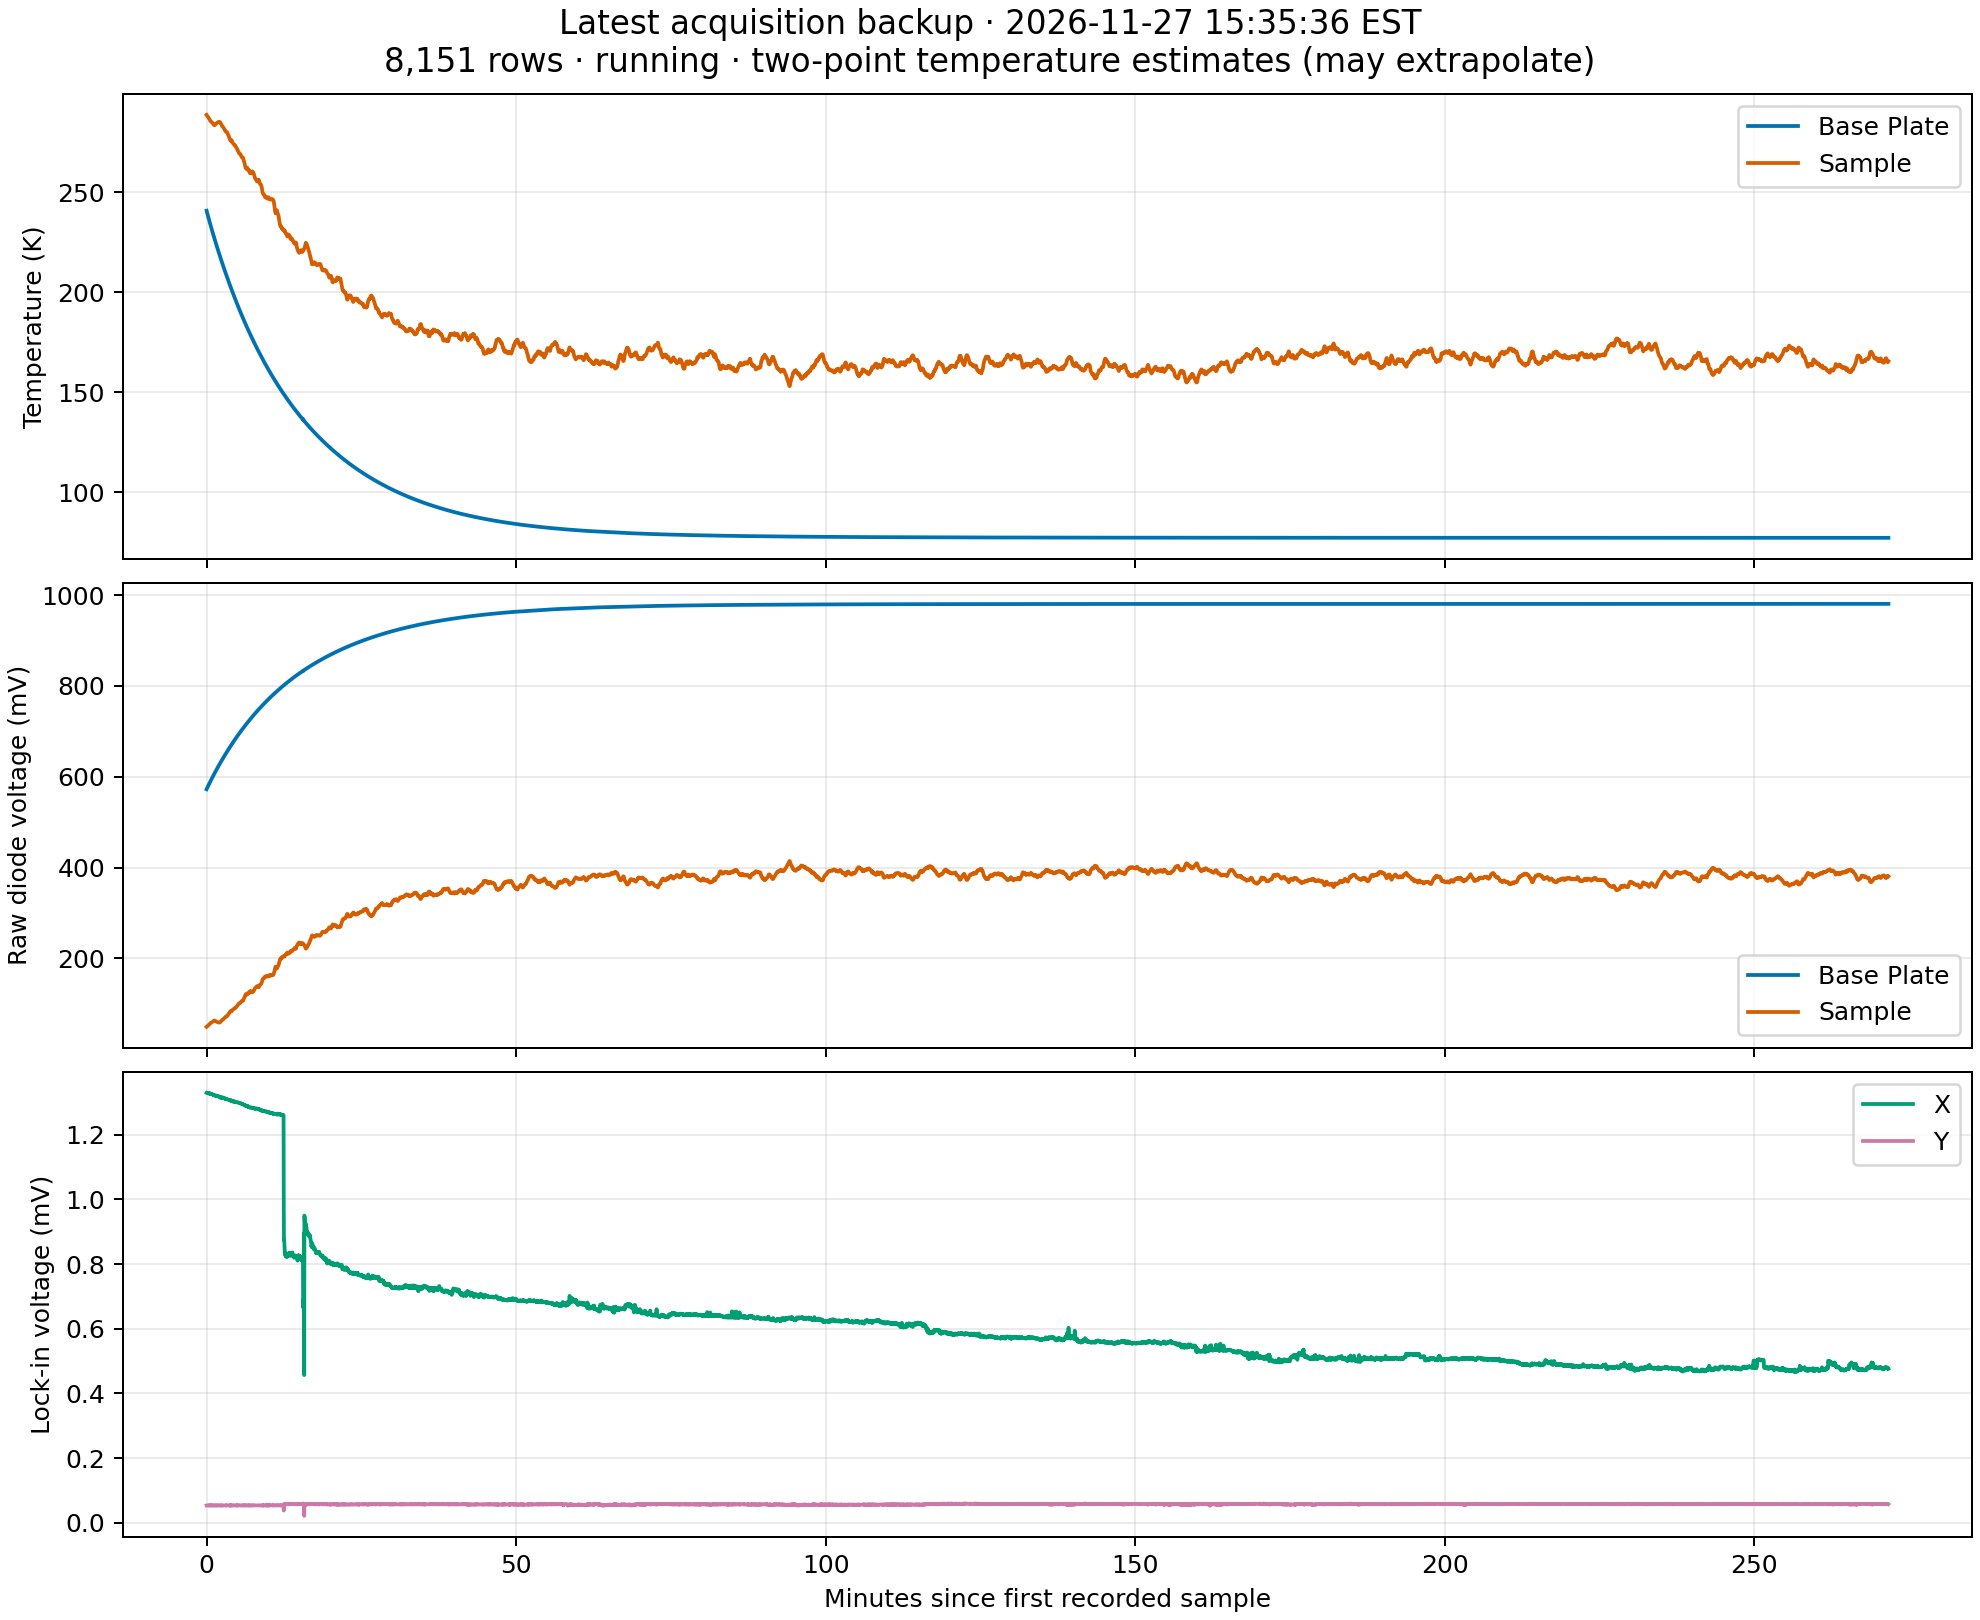 Latest acquisition backup · 2026-11-27 15:35:36 EST
8,151 rows · running · two-point temperature estimates (may extrapolate)
Temperature (K)
250
200
150
100
Base Plate
Sample
Raw diode voltage (mV)
1000
800
600
400
200
Base Plate
Sample
Lock-in voltage (mV)
1.2
1.0
0.8
0.6
0.4
0.2
0.0
X
Y
0
50
100
150
200
250
Minutes since first recorded sample